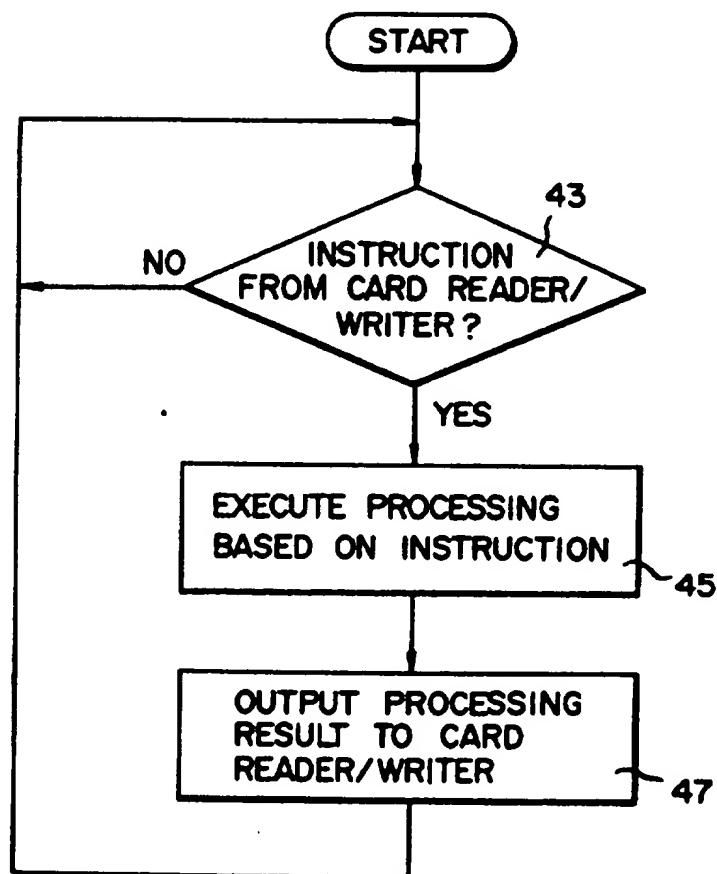 START
43
INSTRUCTION
FROM CARD READER/
WRITER?
NO
YES
EXECUTE PROCESSING
BASED ON INSTRUCTION
45
OUTPUT PROCESSING
RESULT TO CARD
READER/WRITER
47